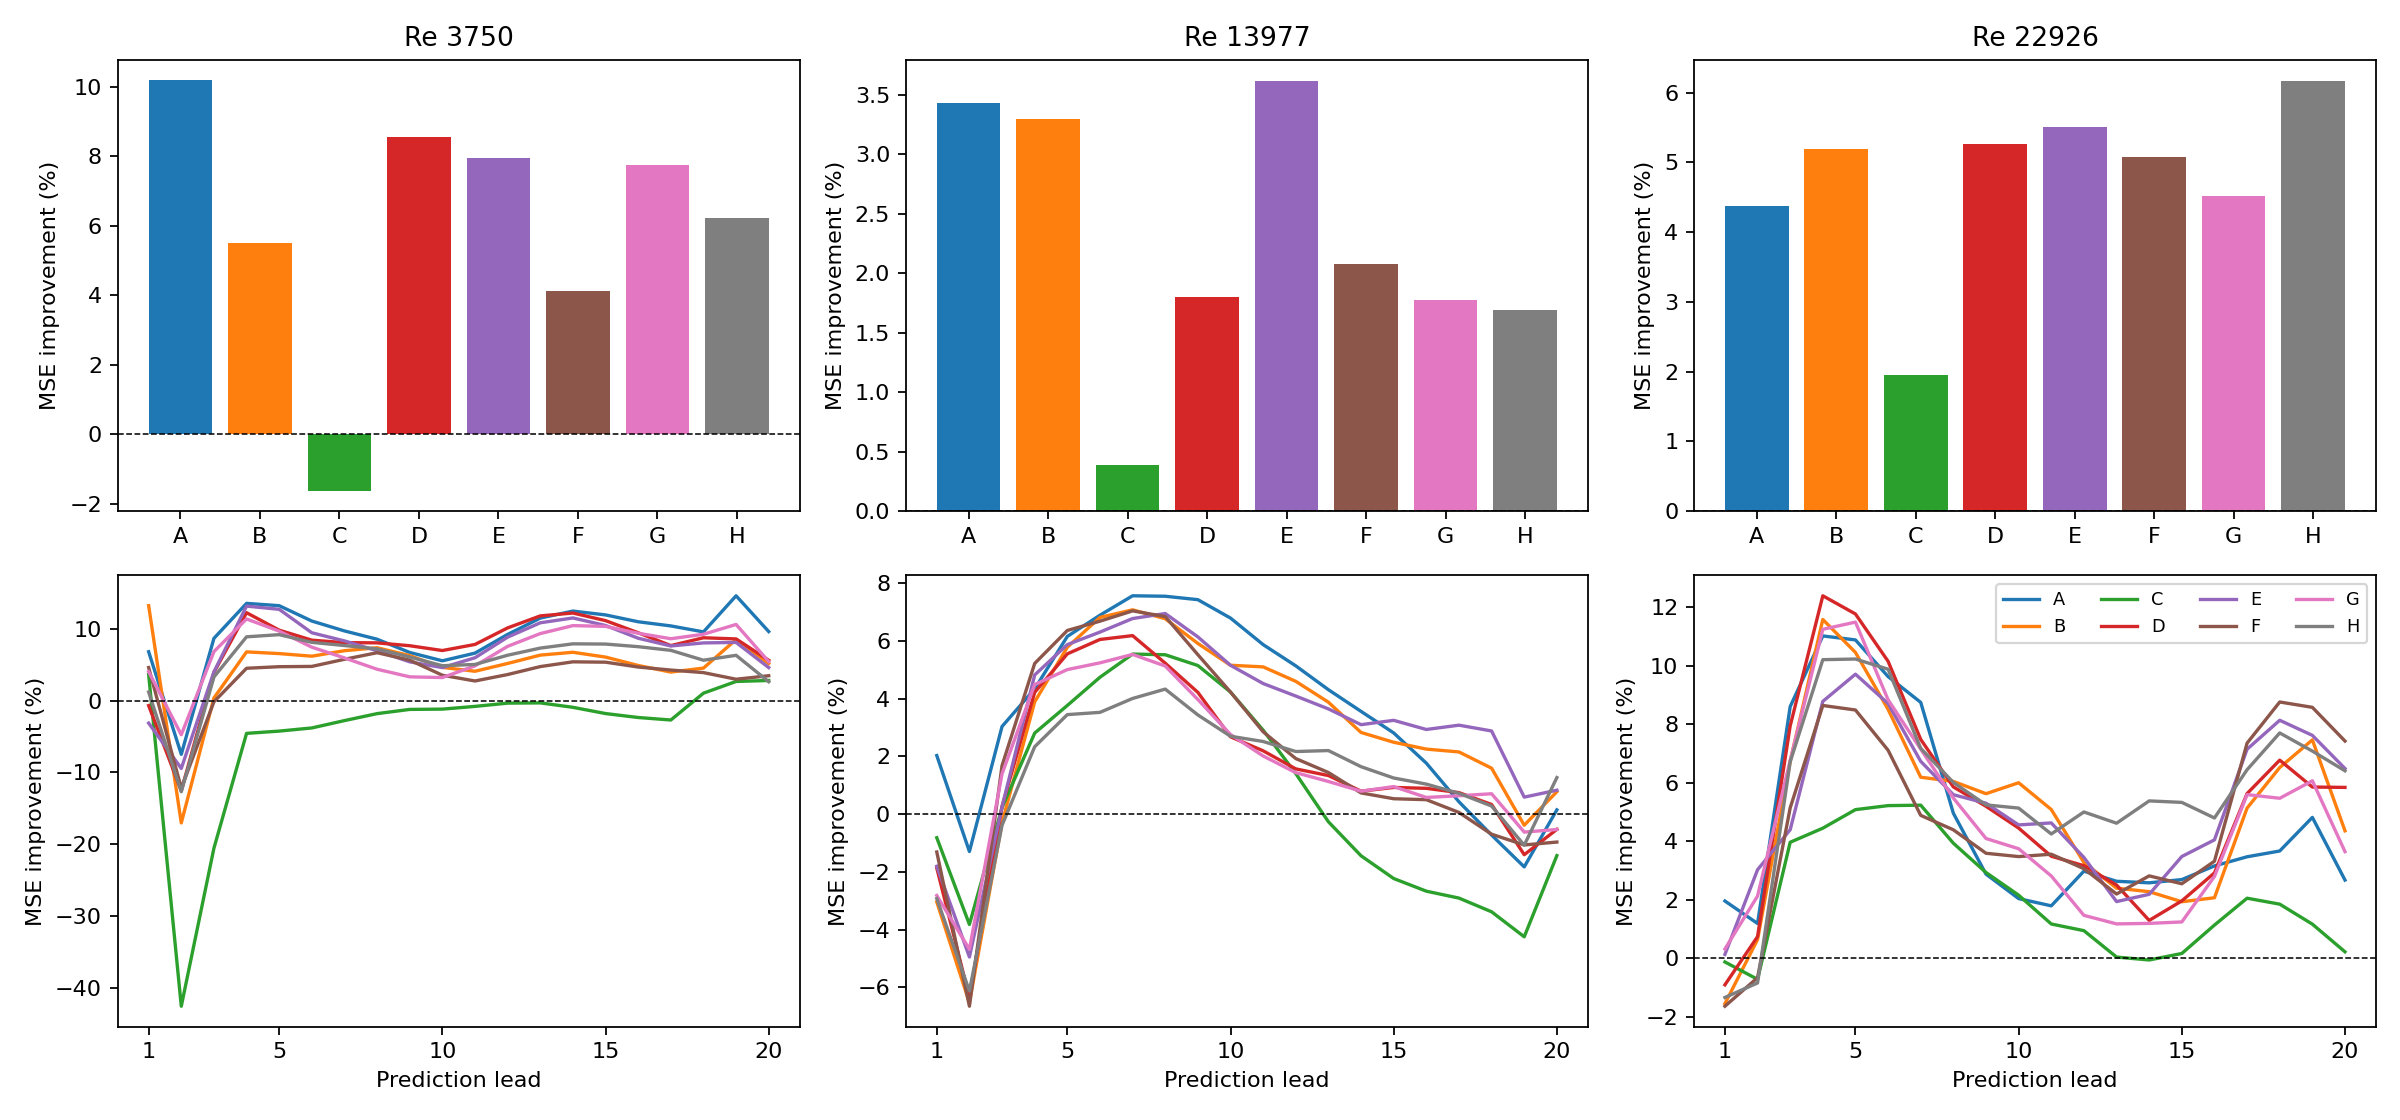 Re 3750
Re 13977
Re 22926
MSE improvement (%)
10
8
6
4
2
0
−2
A B C D E F G H
MSE improvement (%)
3.5
3.0
2.5
2.0
1.5
1.0
0.5
0.0
A B C D E F G H
MSE improvement (%)
6
5
4
3
2
1
0
A B C D E F G H
MSE improvement (%)
10
0
−10
−20
−30
−40
1 5 10 15 20
Prediction lead
MSE improvement (%)
8
6
4
2
0
−2
−4
−6
1 5 10 15 20
Prediction lead
MSE improvement (%)
12
10
8
6
4
2
0
−2
A C E G
B D F H
1 5 10 15 20
Prediction lead